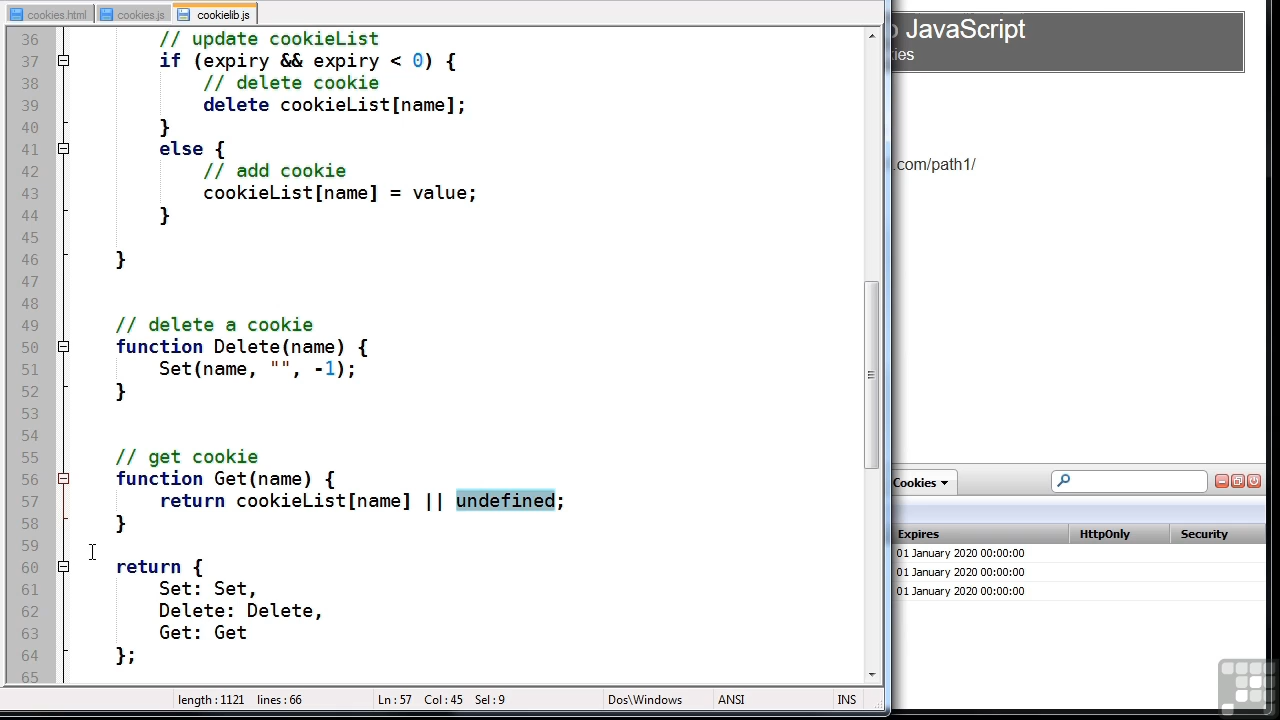 cookies.html cookies.js cookielib.js
36 // update cookieList
37 if (expiry && expiry < 0) {
38 // delete cookie
39 delete cookieList[name];
40 }
41 else {
42 // add cookie
43 cookieList[name] = value;
44 }
45
46 }
47
48
49 // delete a cookie
50 function Delete(name) {
51 Set(name, "", -1);
52 }
53
54
55 // get cookie
56 function Get(name) {
57 return cookieList[name] || undefined;
58 }
59
60 return {
61 Set: Set,
62 Delete: Delete,
63 Get: Get
64 };
65
length : 1121 lines : 66 Ln : 57 Col : 45 Sel : 9 Dos\Windows ANSI INS
JavaScript
.com/path1/
Cookies
Expires HttpOnly Security
01 January 2020 00:00:00
01 January 2020 00:00:00
01 January 2020 00:00:00